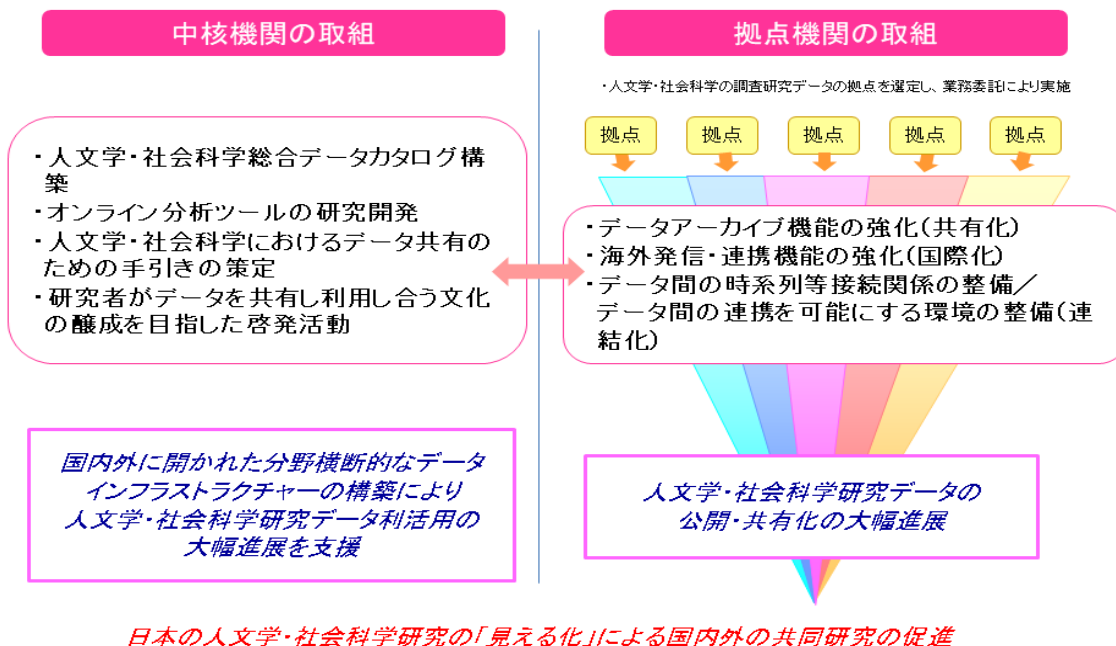 中核機関の取組
・人文学・社会科学総合データカタログ構
築
・オンライン分析ツールの研究開発
・人文学・社会科学におけるデータ共有の
ための手引きの策定
・研究者がデータを共有し利用し合う文化
の醸成を目指した啓発活動
国内外に開かれた分野横断的なデータ
インフラストラクチャーの構築により
人文学・社会科学研究データ利活用の
大幅進展を支援
拠点機関の取組
・人文学・社会科学の調査研究データの拠点を選定し、業務委託により実施
拠点 拠点 拠点 拠点 拠点
・データアーカイブ機能の強化(共有化)
・海外発信・連携機能の強化(国際化)
・データ間の時系列等接続関係の整備／
データ間の連携を可能にする環境の整備(連
結化)
人文学・社会科学研究データの
公開・共有化の大幅進展
日本の人文学・社会科学研究の「見える化」による国内外の共同研究の促進